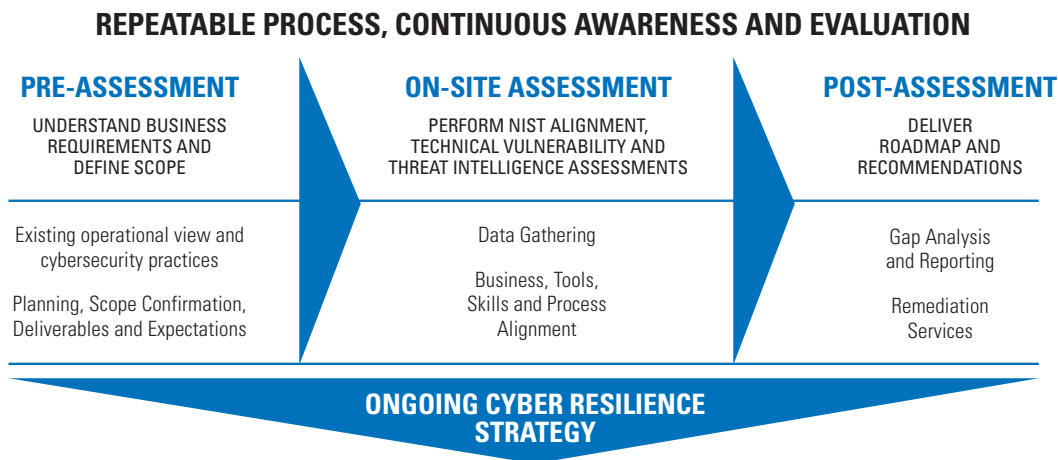 REPEATABLE PROCESS, CONTINUOUS AWARENESS AND EVALUATION
PRE-ASSESSMENT
UNDERSTAND BUSINESS
REQUIREMENTS AND
DEFINE SCOPE
Existing operational view and
cybersecurity practices
Planning, Scope Confirmation,
Deliverables and Expectations
ON-SITE ASSESSMENT
PERFORM NIST ALIGNMENT,
TECHNICAL VULNERABILITY AND
THREAT INTELLIGENCE ASSESSMENTS
Data Gathering
Business, Tools,
Skills and Process
Alignment
POST-ASSESSMENT
DELIVER
ROADMAP AND
RECOMMENDATIONS
Gap Analysis
and Reporting
Remediation
Services
ONGOING CYBER RESILIENCE
STRATEGY